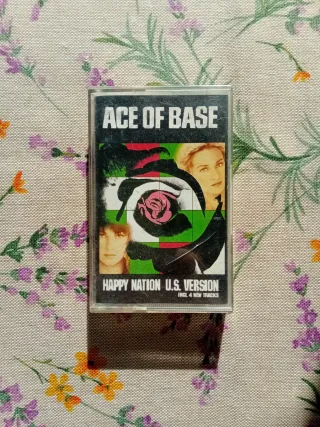 ACE OF BASE
HAPPY NATION U.S. VERSION
(INCL. 4 NEW TRACKS)